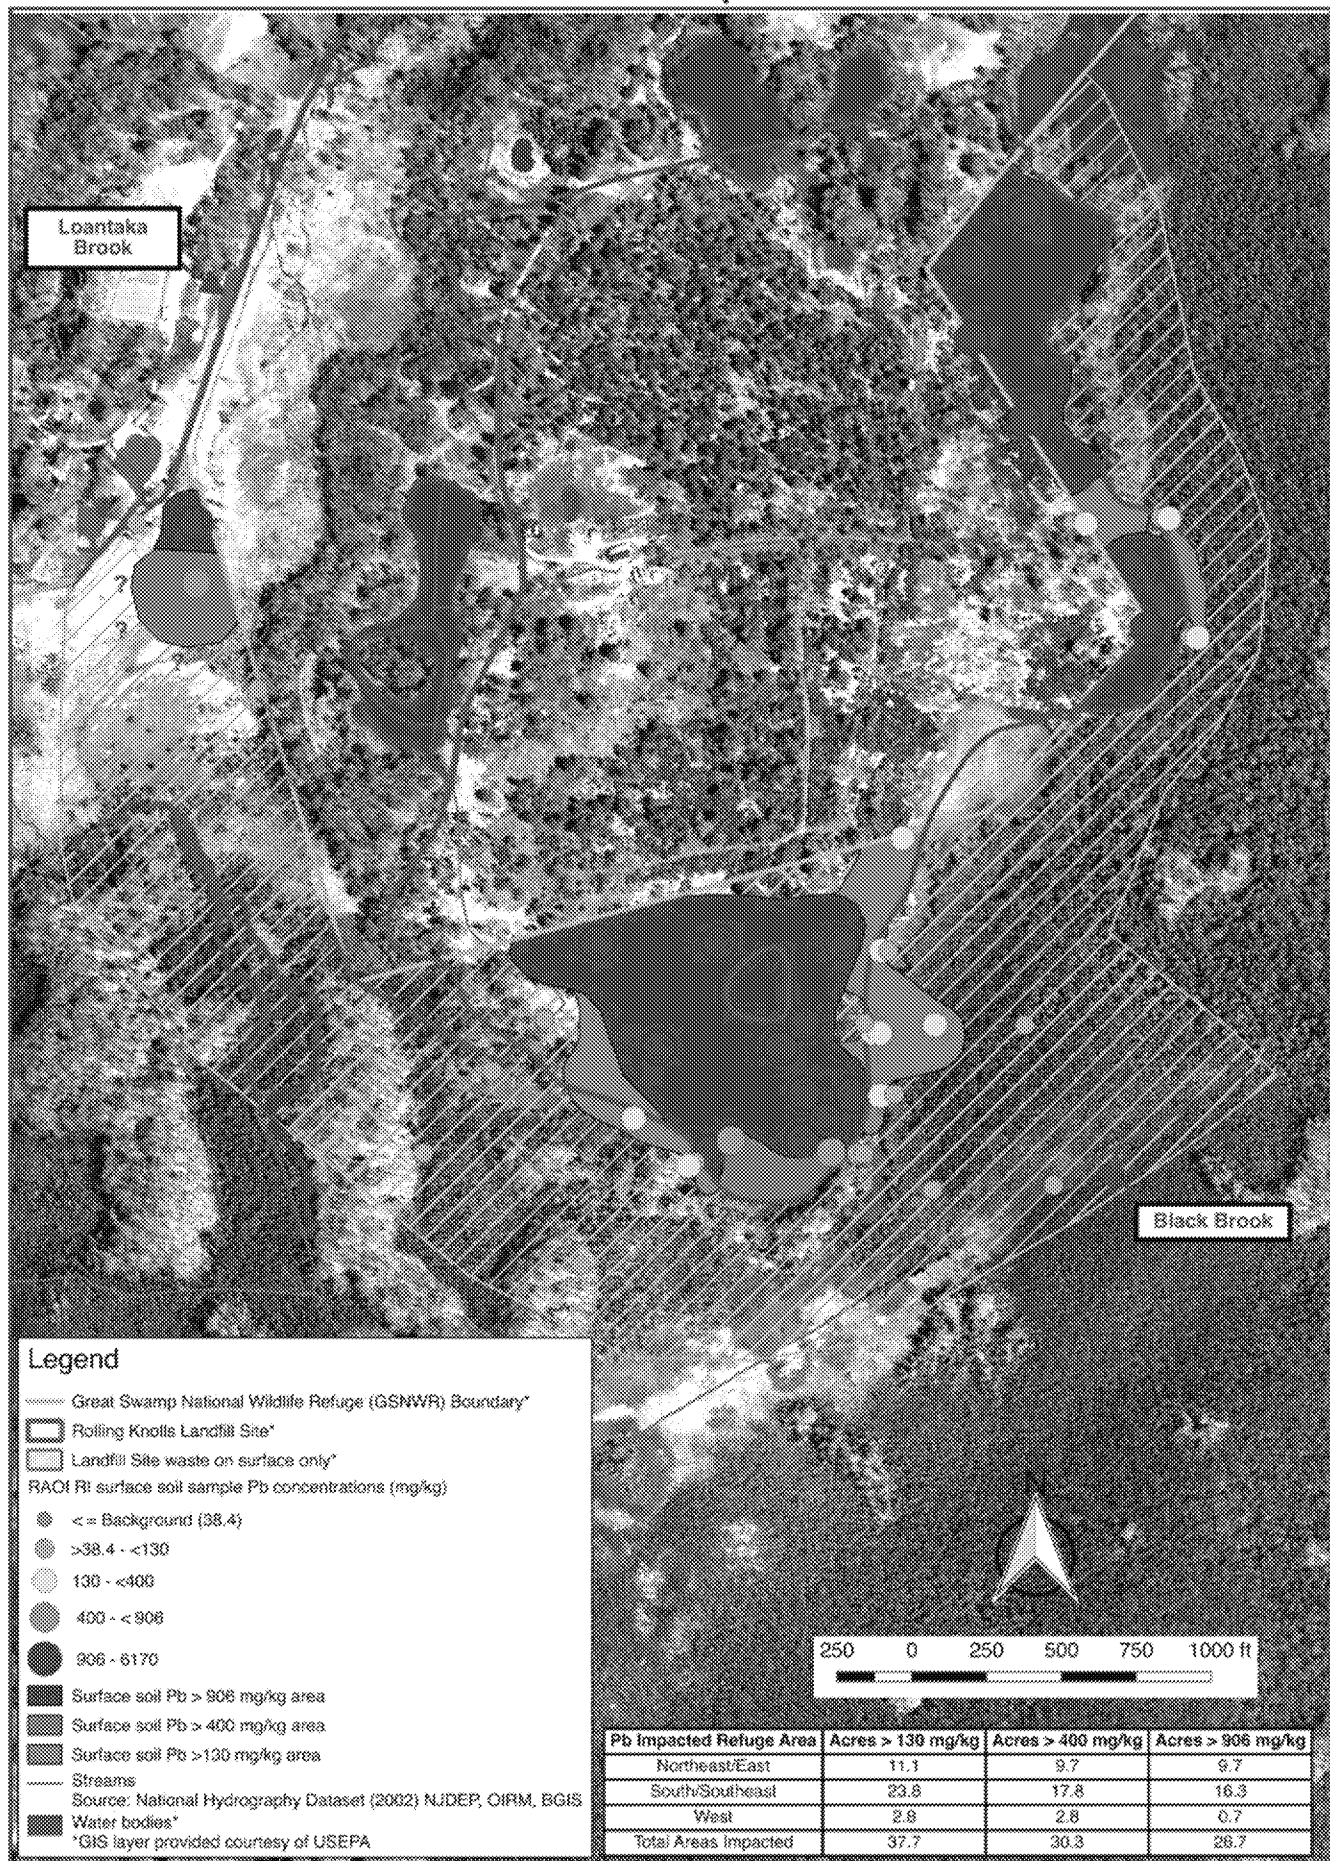 Loantaka
Brook
?
?
?
Black Brook
Legend
Great Swamp National Wildlife Refuge (GSNWR) Boundary*
Rolling Knolls Landfill Site*
Landfill Site waste on surface only*
RAOI RI surface soil sample Pb concentrations (mg/kg)
< = Background (38.4)
>38.4 - <130
130 - <400
400 - < 906
906 - 6170
Surface soil Pb > 906 mg/kg area
Surface soil Pb > 400 mg/kg area
Surface soil Pb >130 mg/kg area
Streams
Source: National Hydrography Dataset (2002) NJDEP, OIRM, BGIS
Water bodies*
*GIS layer provided courtesy of USEPA
N
250 0 250 500 750 1000 ft
Pb Impacted Refuge Area Acres > 130 mg/kg Acres > 400 mg/kg Acres > 906 mg/kg
Northeast/East 11.1 9.7 9.7
South/Southeast 23.8 17.8 16.3
West 2.8 2.8 0.7
Total Areas Impacted 37.7 30.3 26.7